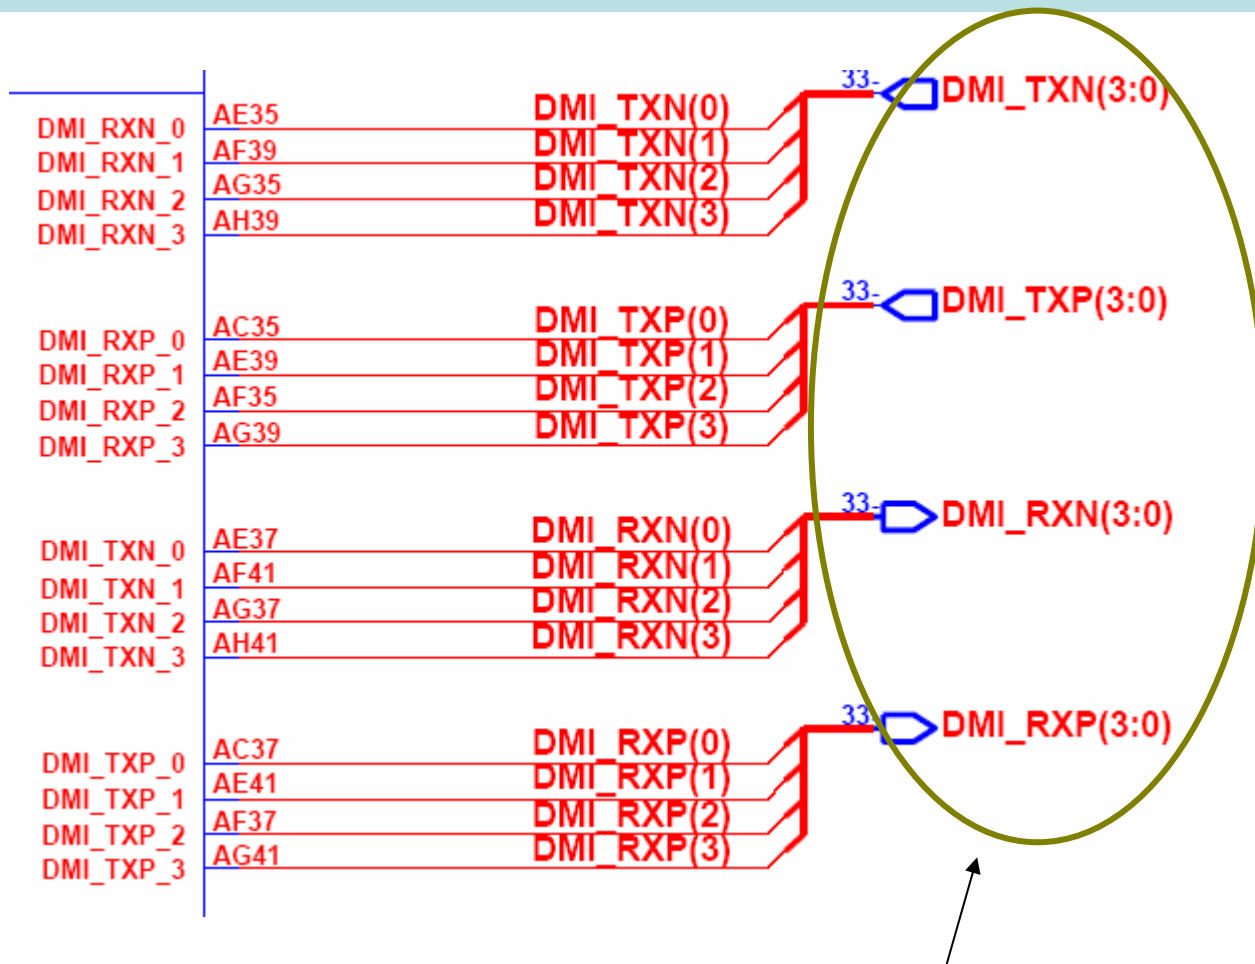 33- DMI_TXN(3:0)
DMI_RXN_0 AE35 DMI_TXN(0)
DMI_RXN_1 AF39 DMI_TXN(1)
DMI_RXN_2 AG35 DMI_TXN(2)
DMI_RXN_3 AH39 DMI_TXN(3)
33- DMI_TXP(3:0)
DMI_RXP_0 AC35 DMI_TXP(0)
DMI_RXP_1 AE39 DMI_TXP(1)
DMI_RXP_2 AF35 DMI_TXP(2)
DMI_RXP_3 AG39 DMI_TXP(3)
33- DMI_RXN(3:0)
DMI_TXN_0 AE37 DMI_RXN(0)
DMI_TXN_1 AF41 DMI_RXN(1)
DMI_TXN_2 AG37 DMI_RXN(2)
DMI_TXN_3 AH41 DMI_RXN(3)
33- DMI_RXP(3:0)
DMI_TXP_0 AC37 DMI_RXP(0)
DMI_TXP_1 AE41 DMI_RXP(1)
DMI_TXP_2 AF37 DMI_RXP(2)
DMI_TXP_3 AG41 DMI_RXP(3)